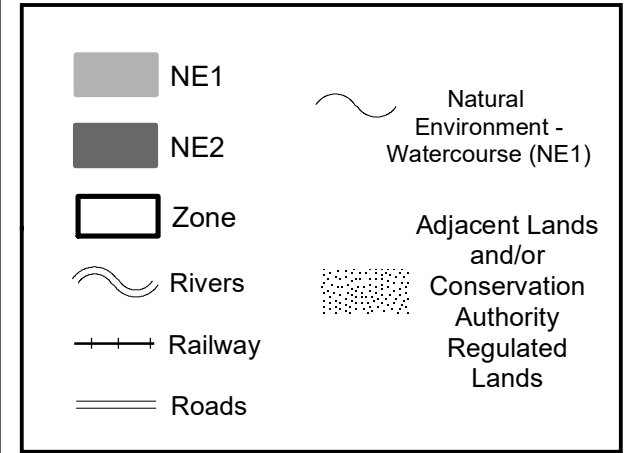 NE1
NE2
Zone
Rivers
Railway
Roads
Natural
Environment -
Watercourse (NE1)
Adjacent Lands
and/or
Conservation
Authority
Regulated
Lands